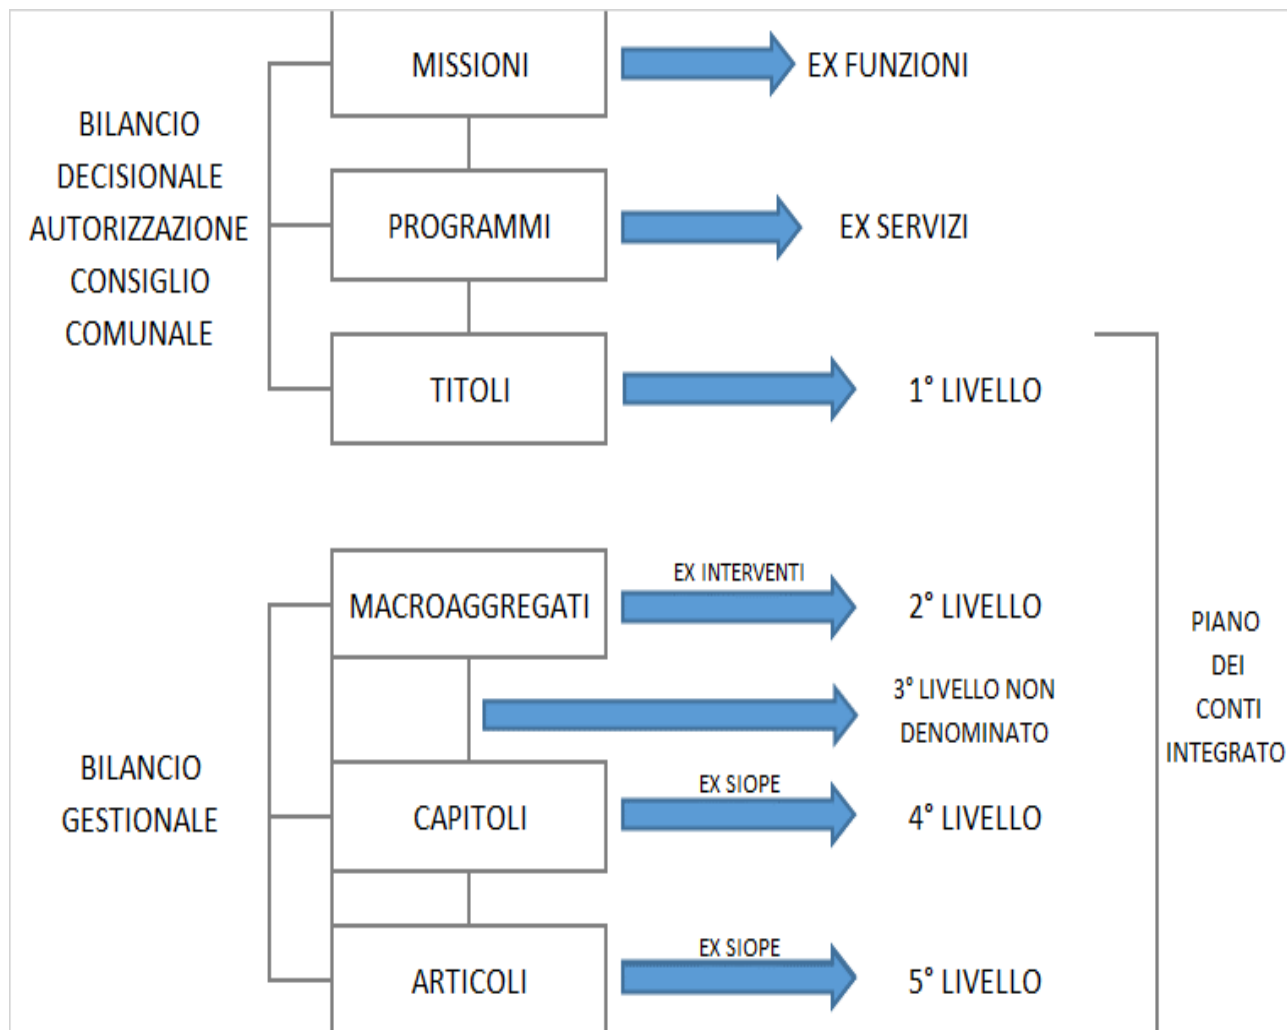 MISSIONI
EX FUNZIONI
BILANCIO
DECISIONALE
AUTORIZZAZIONE
CONSIGLIO
COMUNALE
PROGRAMMI
EX SERVIZI
TITOLI
1° LIVELLO
MACROAGGREGATI
EX INTERVENTI
2° LIVELLO
3° LIVELLO NON
DENOMINATO
BILANCIO
GESTIONALE
CAPITOLI
EX SIOPE
4° LIVELLO
ARTICOLI
EX SIOPE
5° LIVELLO
PIANO
DEI
CONTI
INTEGRATO